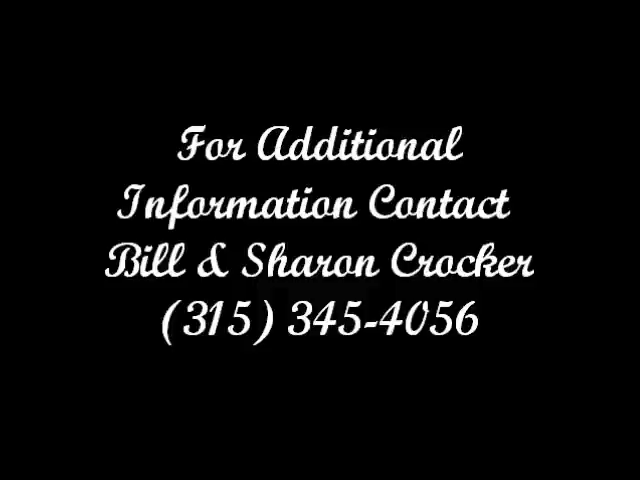 For Additional
Information Contact
Bill & Sharon Crocker
(315) 345-4056